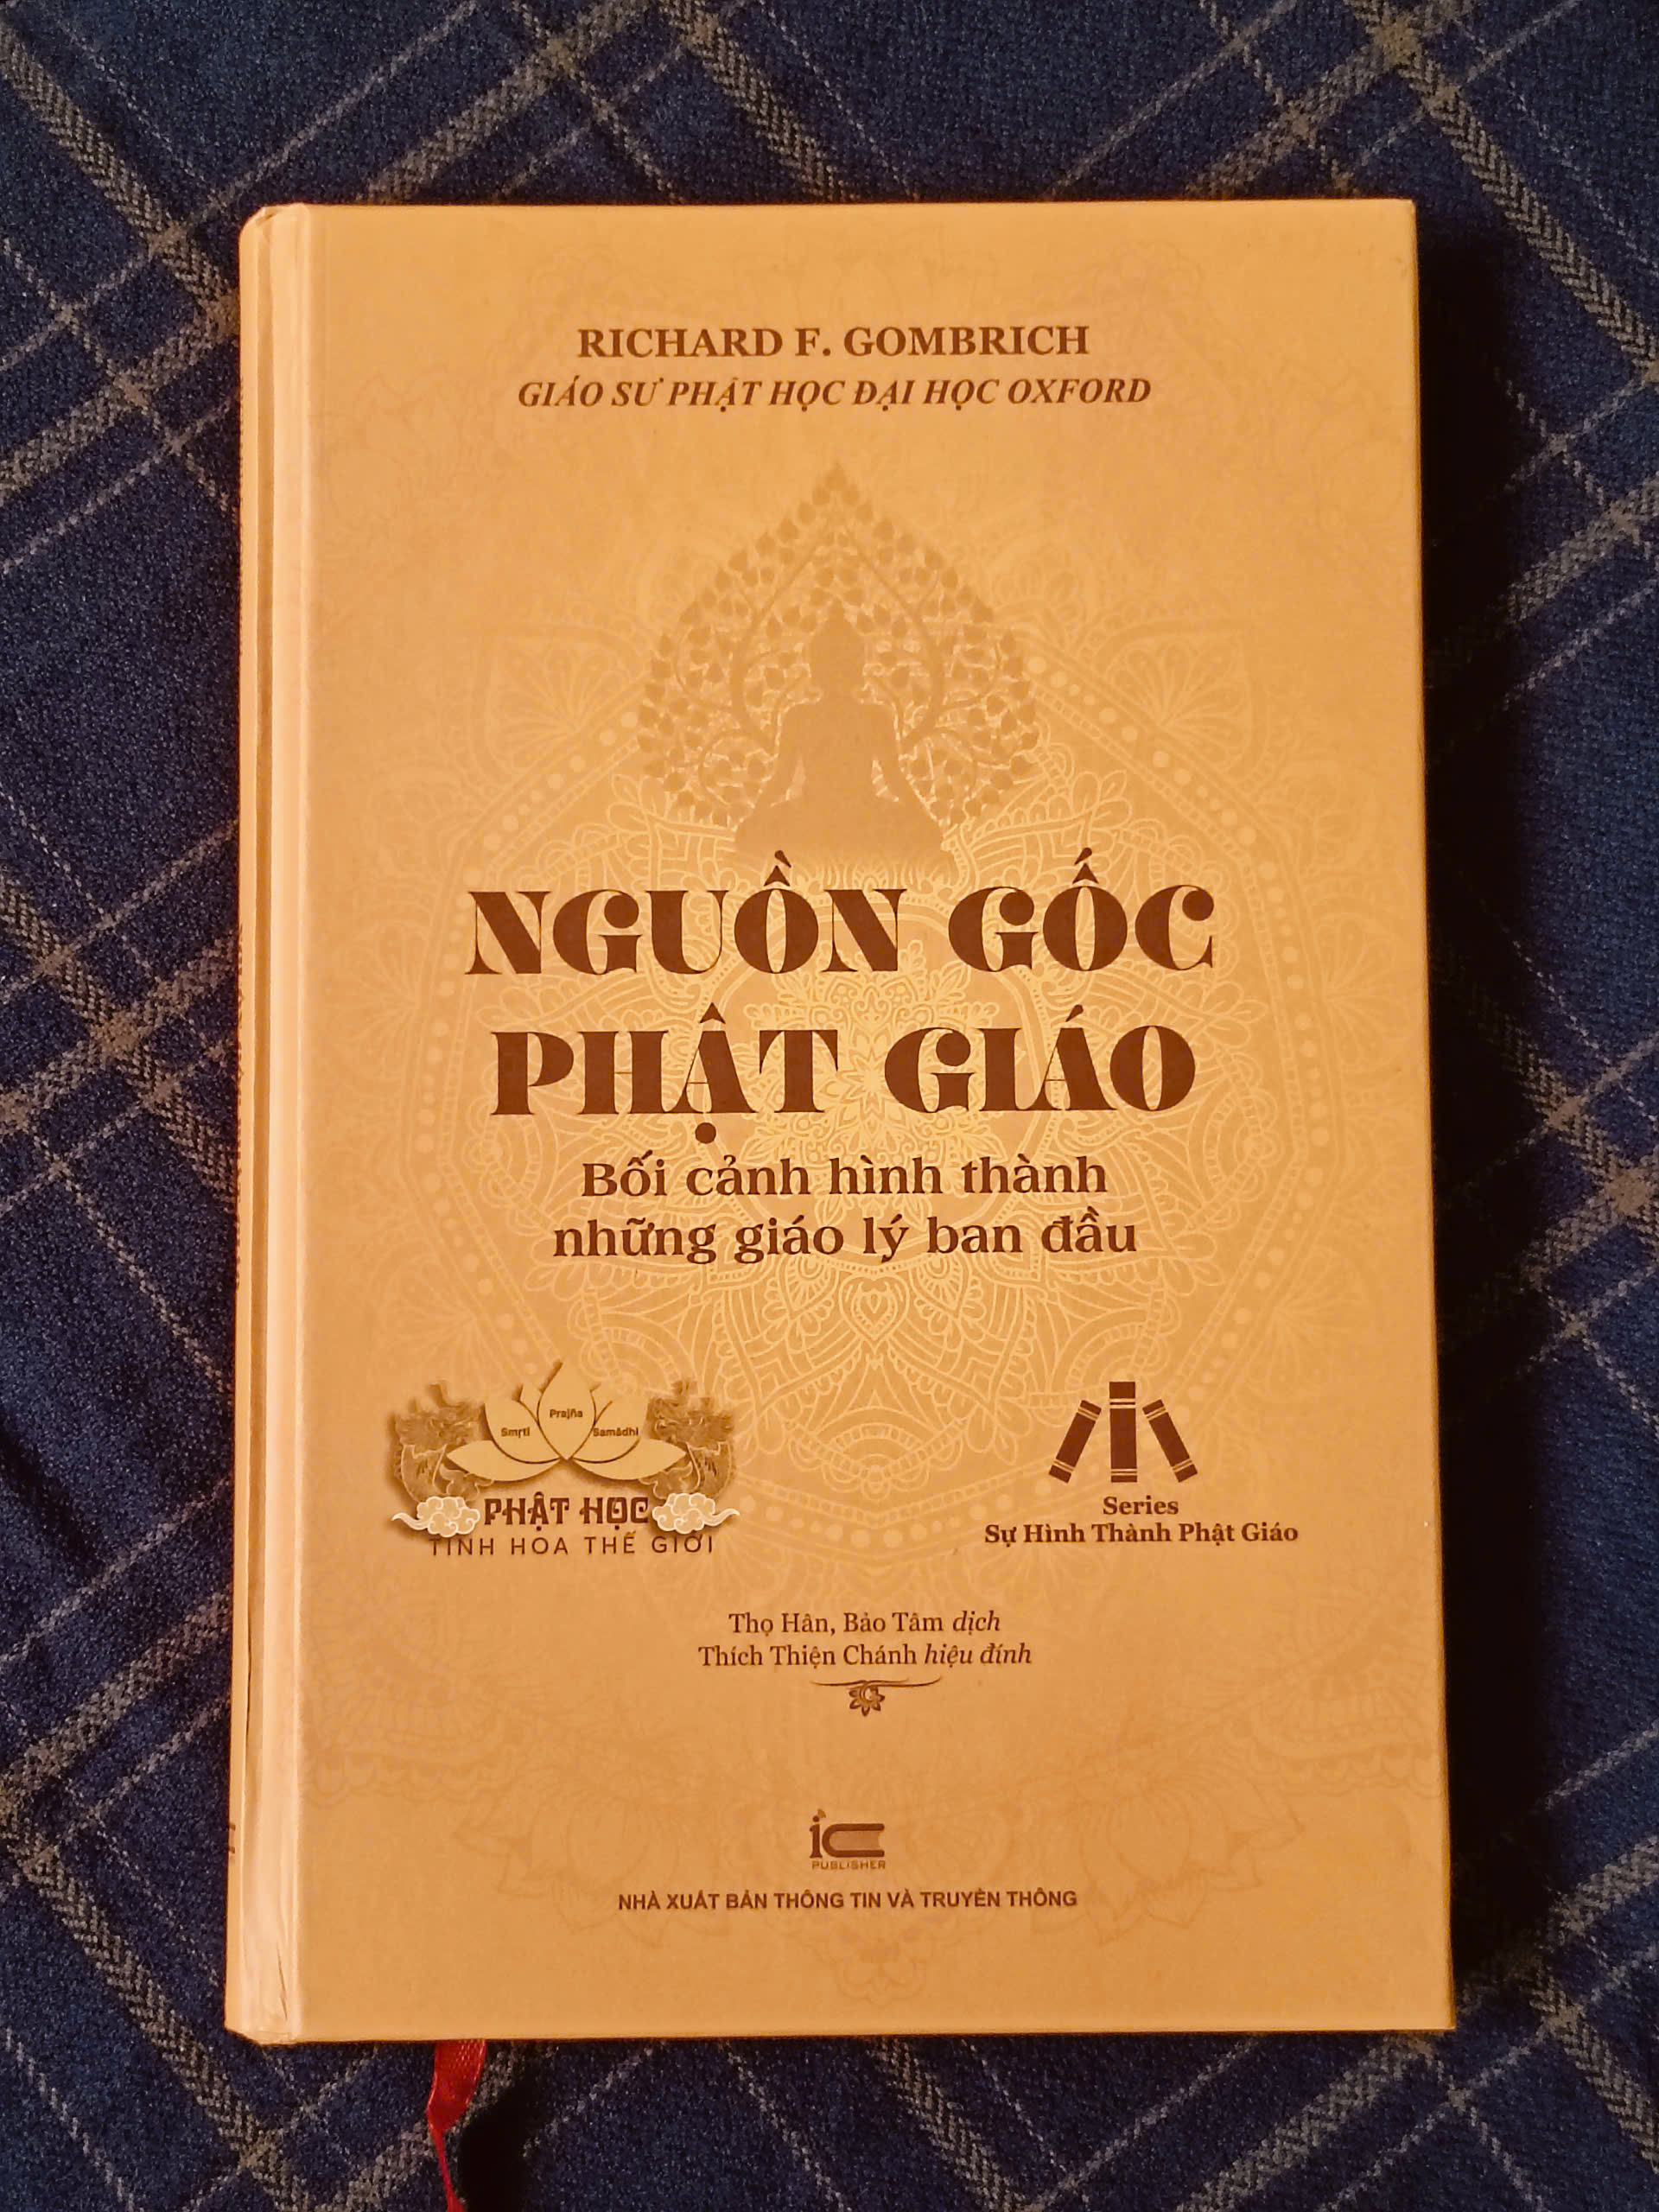 RICHARD F. GOMBRICH
GIÁO SƯ PHẬT HỌC ĐẠI HỌC OXFORD
NGUỒN GỐC
PHẬT GIÁO
Bối cảnh hình thành
những giáo lý ban đầu
Prajña
Smṛti
Samādhi
PHẬT HỌC
TINH HOA THẾ GIỚI
Series
Sự Hình Thành Phật Giáo
Thọ Hân, Bảo Tâm dịch
Thích Thiện Chánh hiệu đính
ic
PUBLISHER
NHÀ XUẤT BẢN THÔNG TIN VÀ TRUYỀN THÔNG